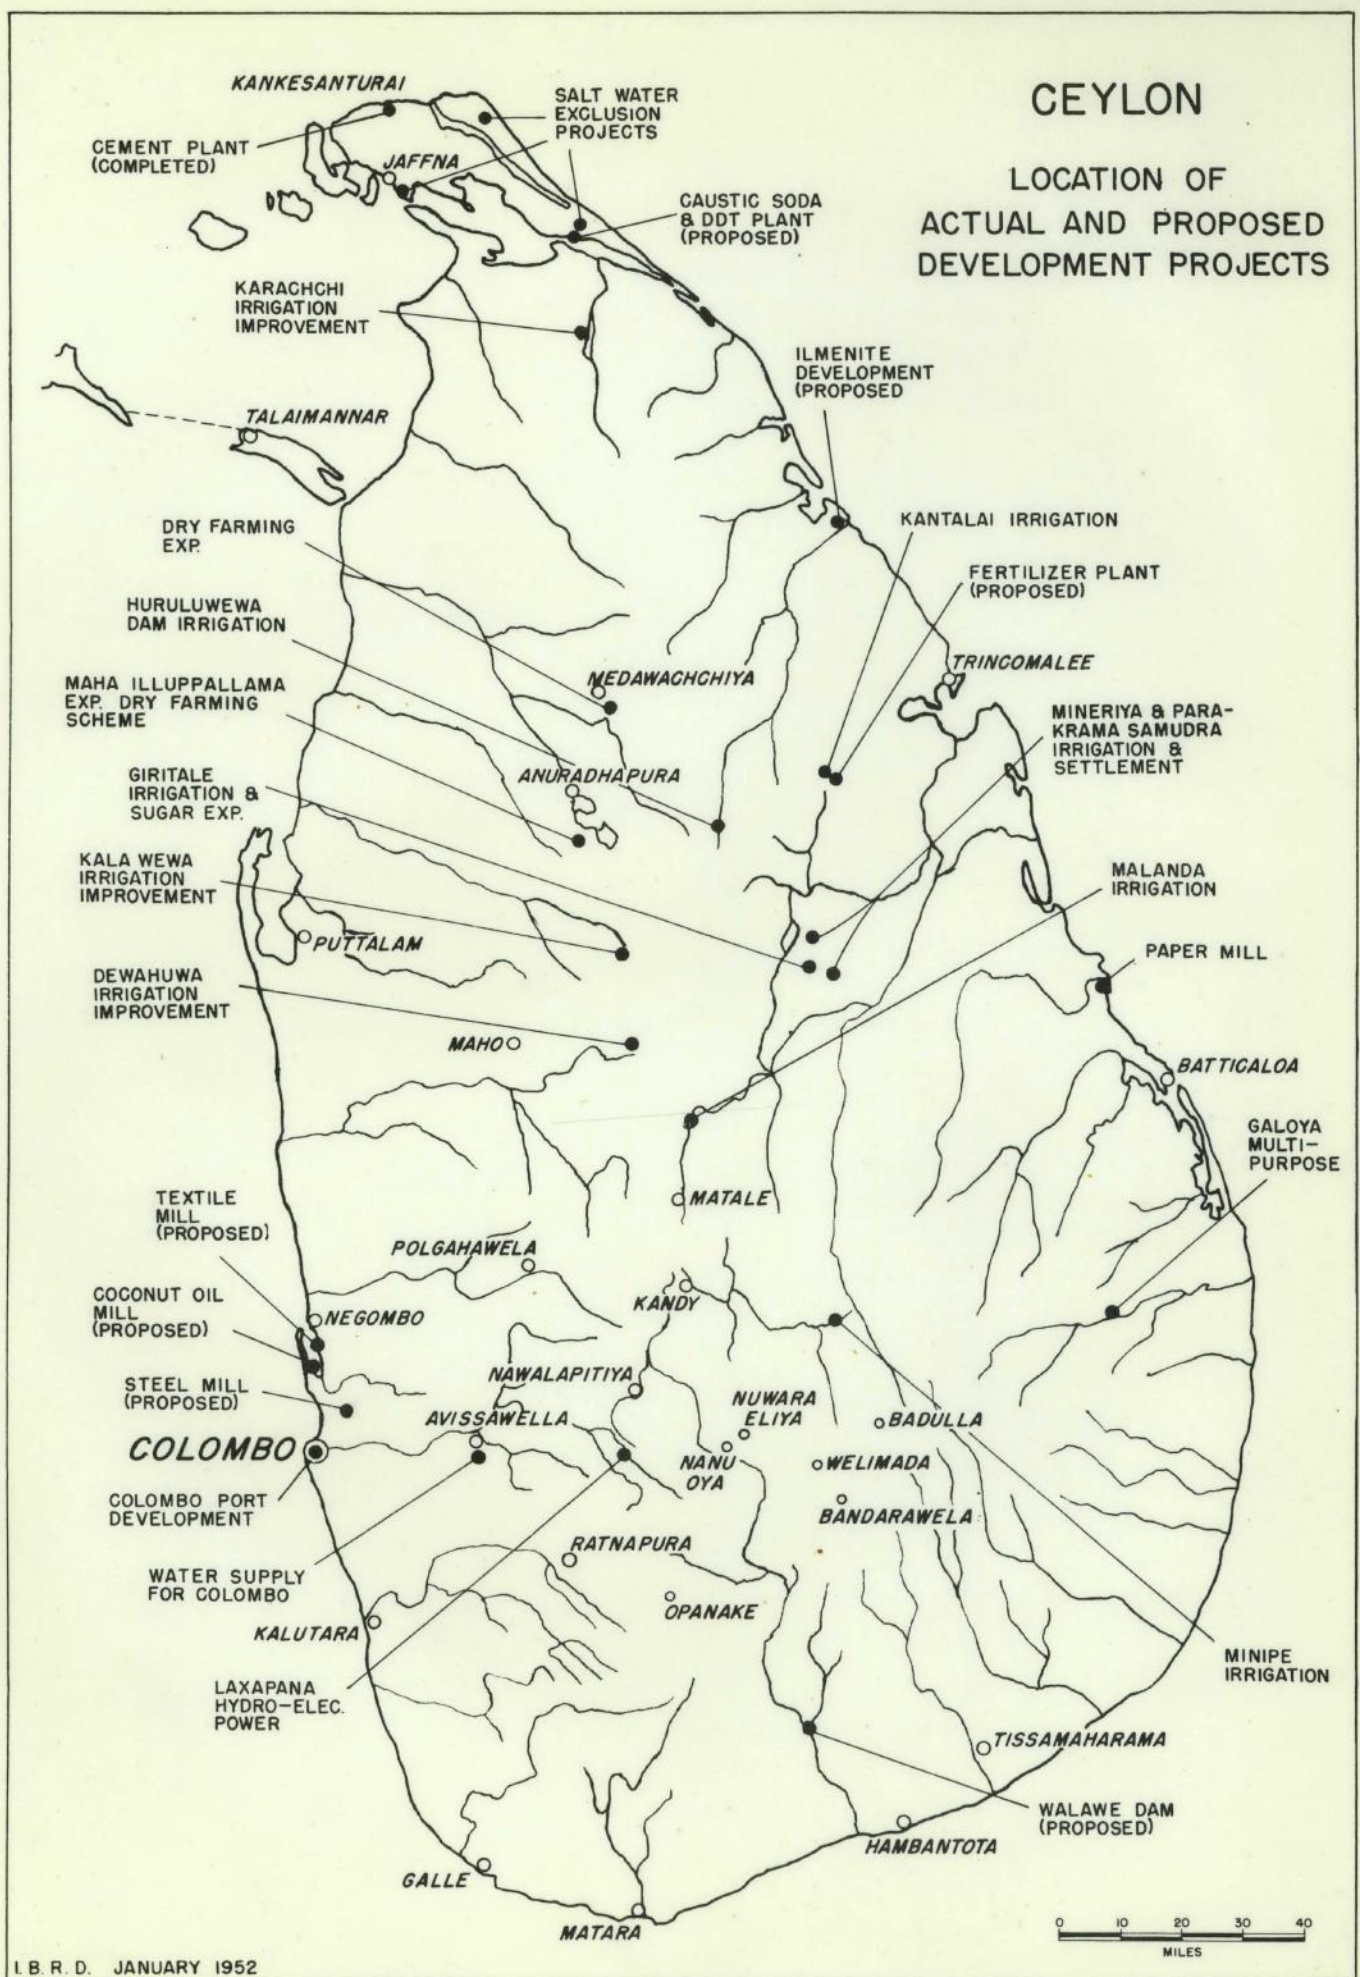 CEYLON
LOCATION OF
ACTUAL AND PROPOSED
DEVELOPMENT PROJECTS
KANKESANTURAI
CEMENT PLANT
(COMPLETED)
SALT WATER
EXCLUSION
PROJECTS
JAFFNA
CAUSTIC SODA
& DDT PLANT
(PROPOSED)
KARACHCHI
IRRIGATION
IMPROVEMENT
ILMENITE
DEVELOPMENT
(PROPOSED
TALAIMANNAR
DRY FARMING
EXP.
KANTALAI IRRIGATION
FERTILIZER PLANT
(PROPOSED)
HURULUWEWA
DAM IRRIGATION
MEDAWACHCHIYA
TRINCOMALEE
MAHA ILLUPPALLAMA
EXP. DRY FARMING
SCHEME
MINERIYA & PARA-
KRAMA SAMUDRA
IRRIGATION &
SETTLEMENT
GIRITALE
IRRIGATION &
SUGAR EXP.
ANURADHAPURA
KALA WEWA
IRRIGATION
IMPROVEMENT
MALANDA
IRRIGATION
PUTTALAM
PAPER MILL
DEWAHUWA
IRRIGATION
IMPROVEMENT
MAHO
BATTICALOA
GALOYA
MULTI-
PURPOSE
TEXTILE
MILL
(PROPOSED)
MATALE
POLGAHAWELA
COCONUT OIL
MILL
(PROPOSED)
NEGOMBO
KANDY
STEEL MILL
(PROPOSED)
NAWALAPITIYA
AVISSAWELLA
NUWARA
ELIYA
BADULLA
COLOMBO
NANU
OYA
WELIMADA
COLOMBO PORT
DEVELOPMENT
BANDARAWELA
RATNAPURA
WATER SUPPLY
FOR COLOMBO
OPANAKE
KALUTARA
MINIPE
IRRIGATION
LAXAPANA
HYDRO-ELEC.
POWER
TISSAMAHARAMA
WALAWE DAM
(PROPOSED)
HAMBANTOTA
GALLE
MATARA
0 10 20 30 40
MILES
I.B.R.D. JANUARY 1952